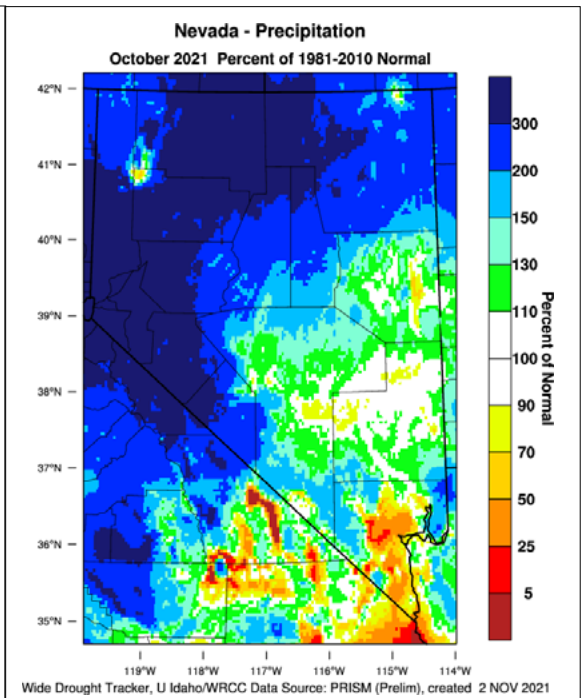 Nevada - Precipitation
October 2021 Percent of 1981-2010 Normal
42°N
41°N
40°N
39°N
38°N
37°N
36°N
35°N
119°W 118°W 117°W 116°W 115°W 114°W
300
200
150
130
110
100
90
70
50
25
5
Percent of Normal
Wide Drought Tracker, U Idaho/WRCC Data Source: PRISM (Prelim), created 2 NOV 2021